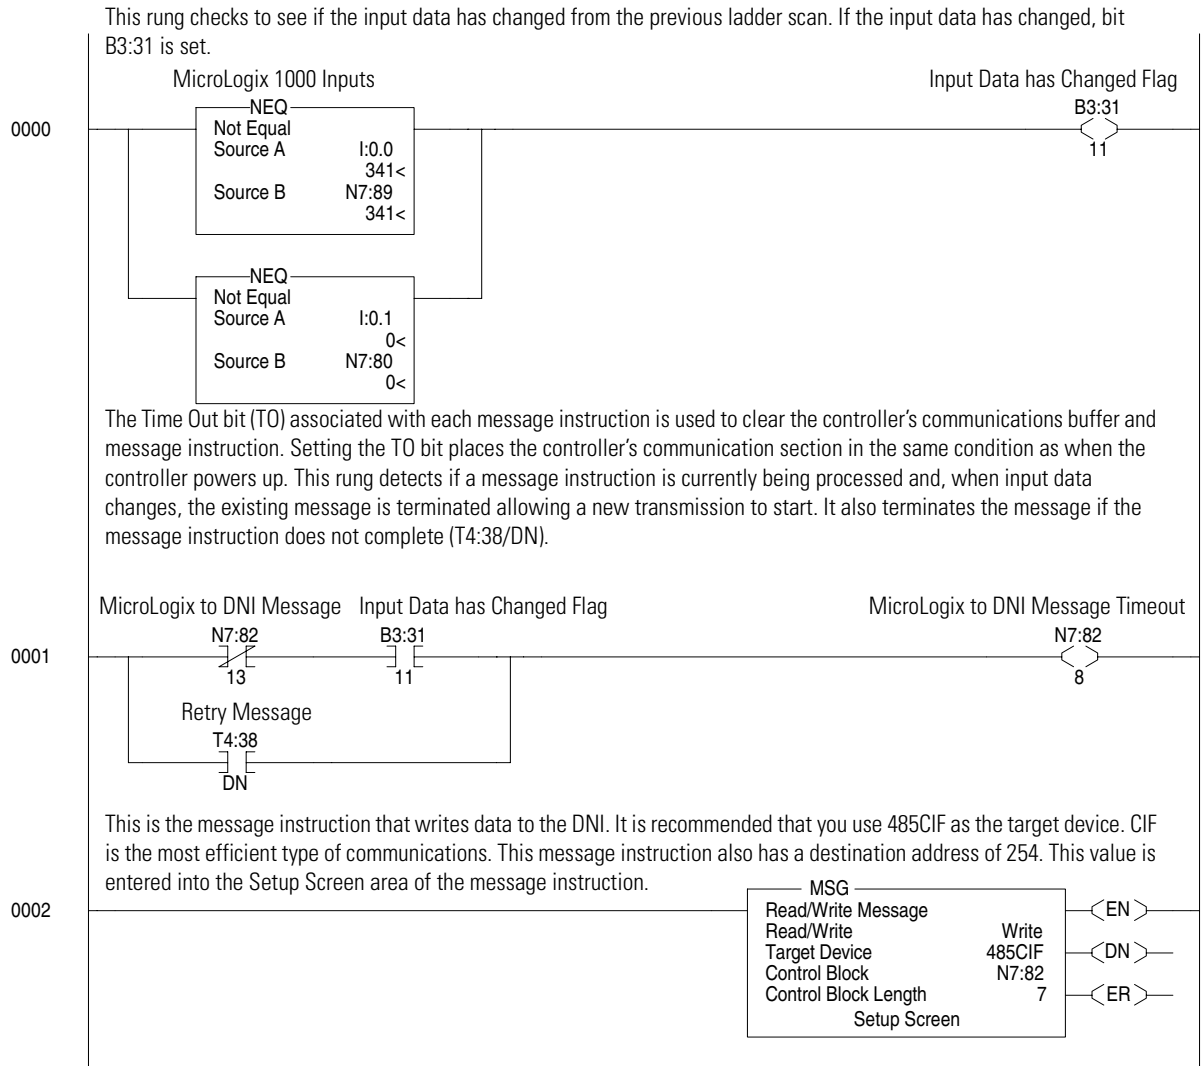 This rung checks to see if the input data has changed from the previous ladder scan. If the input data has changed, bit
B3:31 is set.
MicroLogix 1000 Inputs
Input Data has Changed Flag
NEQ
B3:31
0000
Not Equal
Source A I:0.0
11
341<
Source B N7:89
341<
NEQ
Not Equal
Source A I:0.1
0<
Source B N7:80
0<
The Time Out bit (TO) associated with each message instruction is used to clear the controller's communications buffer and
message instruction. Setting the TO bit places the controller's communication section in the same condition as when the
controller powers up. This rung detects if a message instruction is currently being processed and, when input data
changes, the existing message is terminated allowing a new transmission to start. It also terminates the message if the
message instruction does not complete (T4:38/DN).
MicroLogix to DNI Message Input Data has Changed Flag MicroLogix to DNI Message Timeout
N7:82 B3:31 N7:82
0001
13 11 8
Retry Message
T4:38
DN
This is the message instruction that writes data to the DNI. It is recommended that you use 485CIF as the target device. CIF
is the most efficient type of communications. This message instruction also has a destination address of 254. This value is
entered into the Setup Screen area of the message instruction.
MSG
0002
Read/Write Message EN
Read/Write Write
Target Device 485CIF DN
Control Block N7:82
Control Block Length 7 ER
Setup Screen